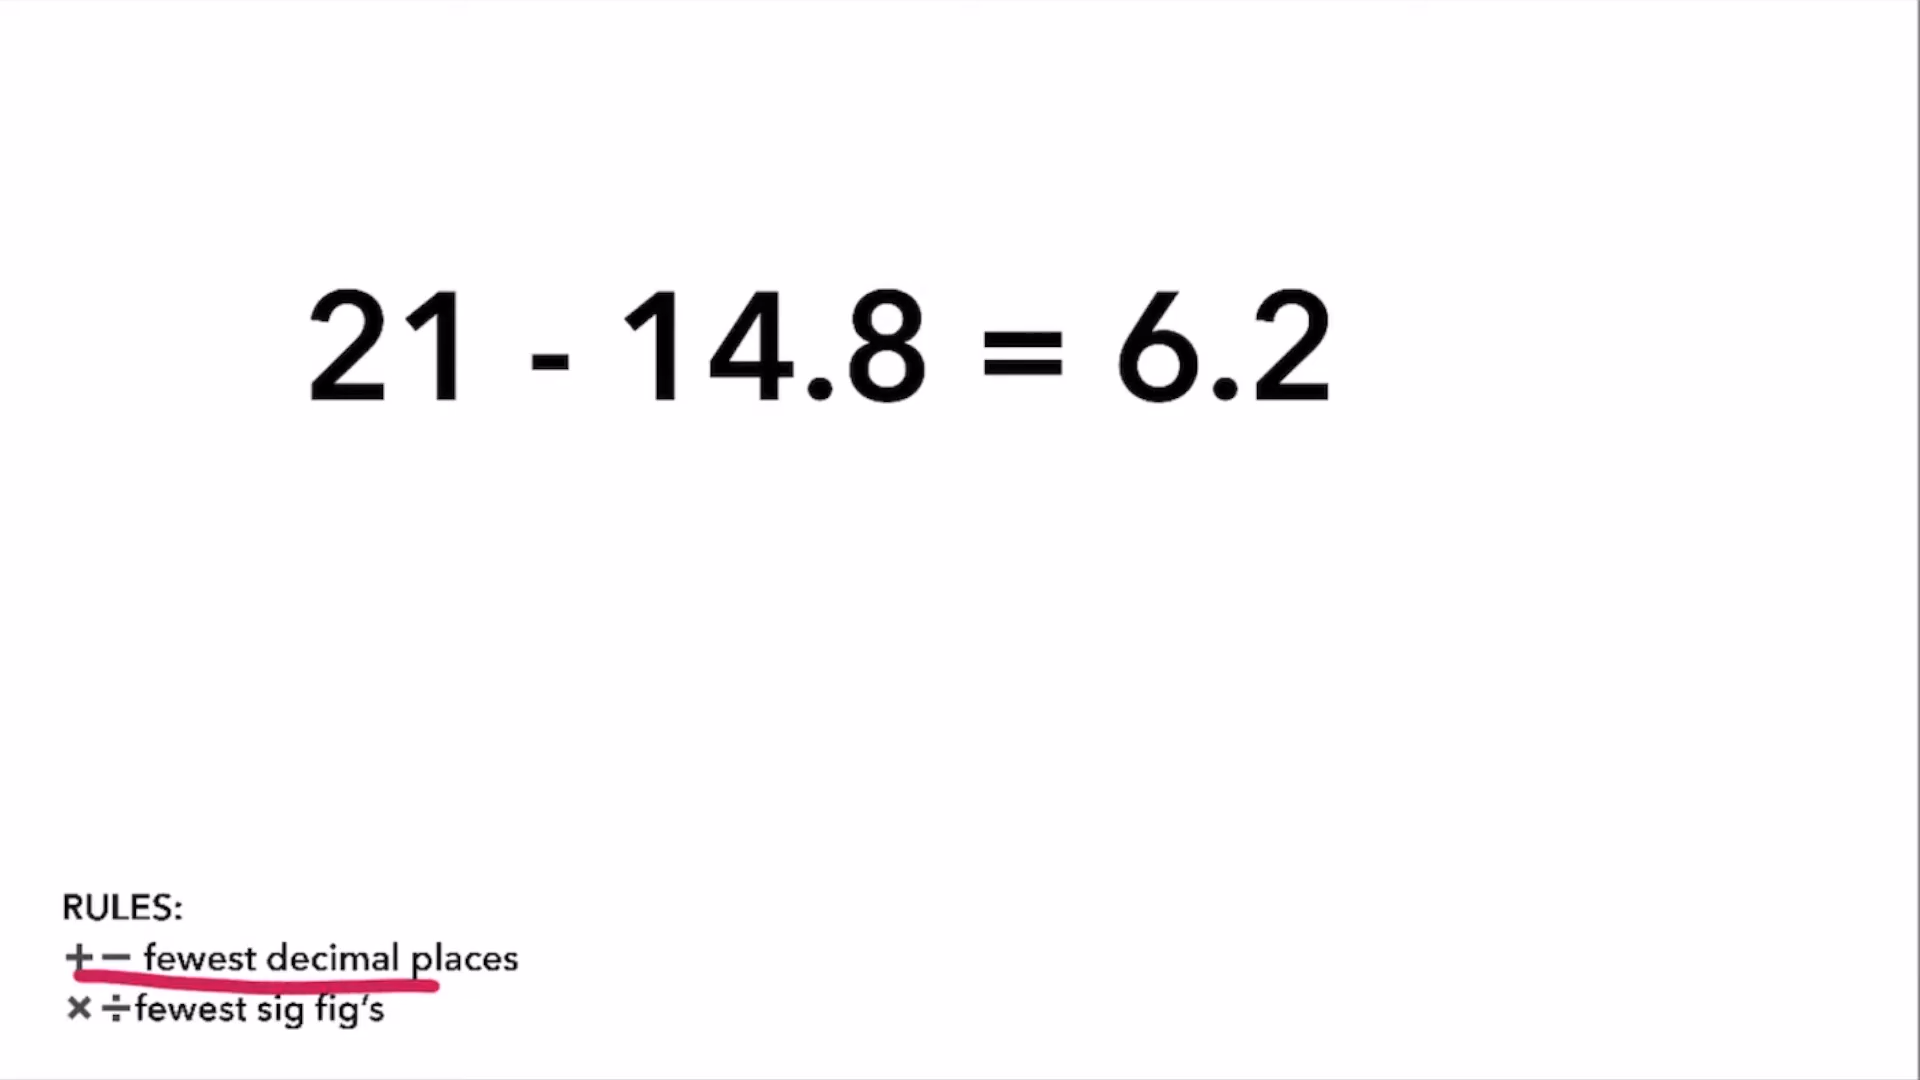 21 - 14.8 = 6.2
RULES:
+− fewest decimal places
×÷fewest sig fig’s